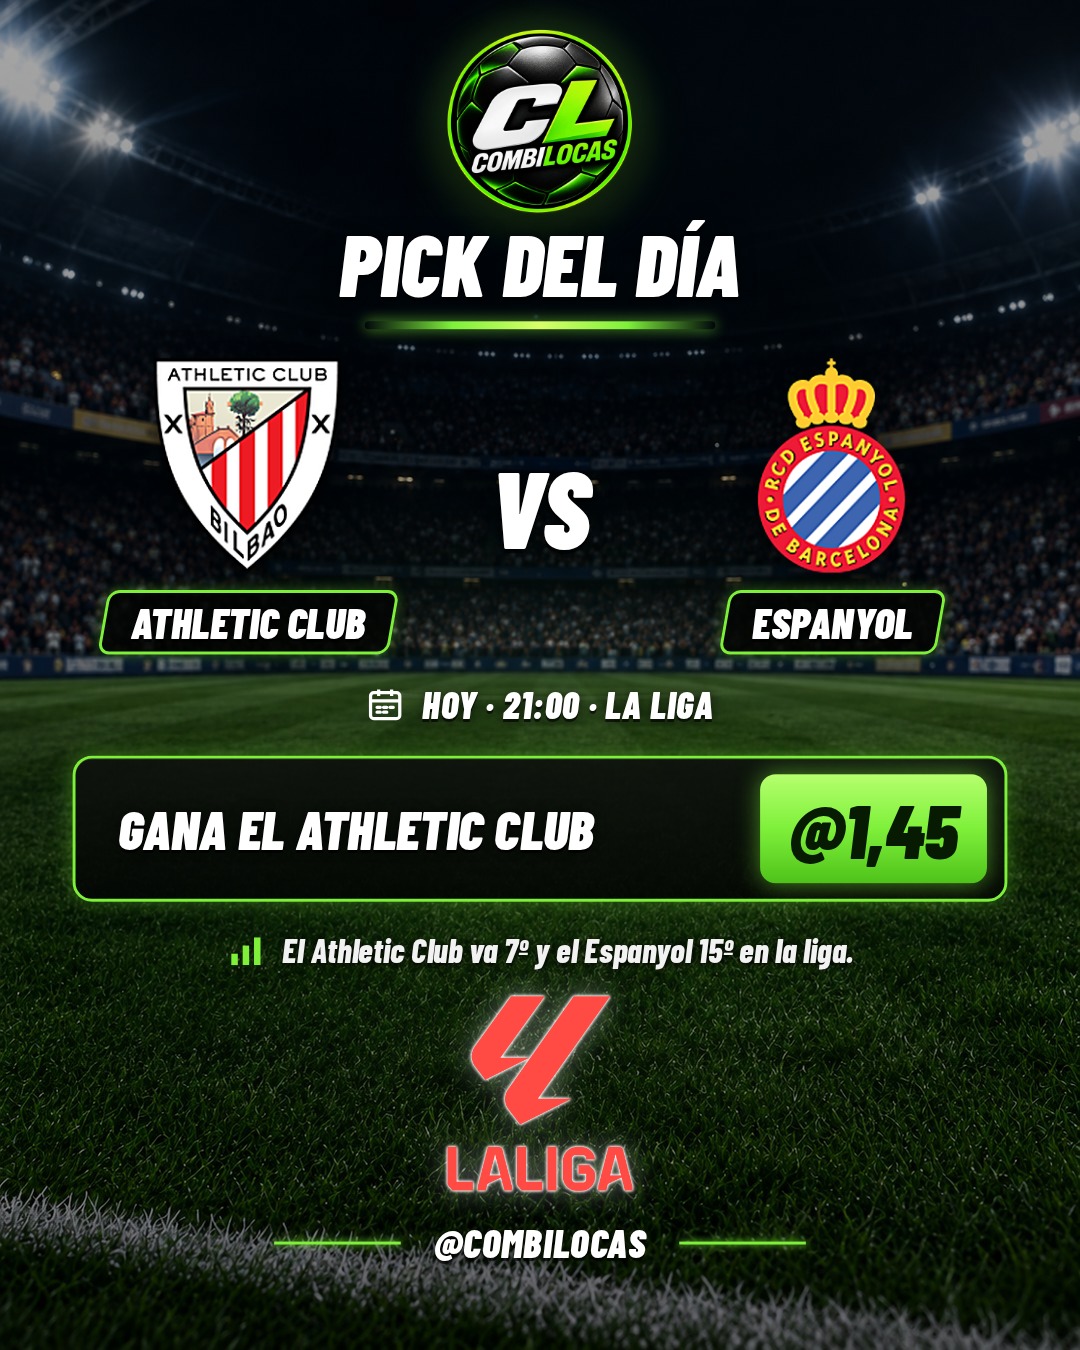 CL
COMBILOCAS
PICK DEL DÍA
ATHLETIC CLUB
BILBAO
VS
RCD ESPANYOL
DE BARCELONA
ATHLETIC CLUB
ESPANYOL
HOY · 21:00 · LA LIGA
GANA EL ATHLETIC CLUB
@1,45
El Athletic Club va 7º y el Espanyol 15º en la liga.
LALIGA
@COMBILOCAS